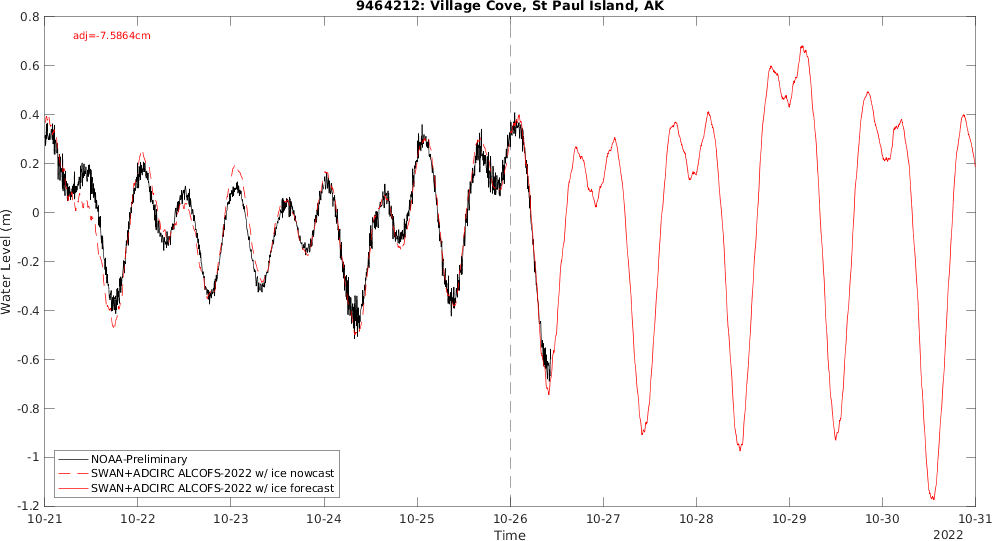 9464212: Village Cove, St Paul Island, AK
adj=-7.5864cm
Water Level (m)
0.8
0.6
0.4
0.2
0
-0.2
-0.4
-0.6
-0.8
-1
-1.2
NOAA-Preliminary
SWAN+ADCIRC ALCOFS-2022 w/ ice nowcast
SWAN+ADCIRC ALCOFS-2022 w/ ice forecast
10-21 10-22 10-23 10-24 10-25 10-26 10-27 10-28 10-29 10-30 10-31
Time
2022